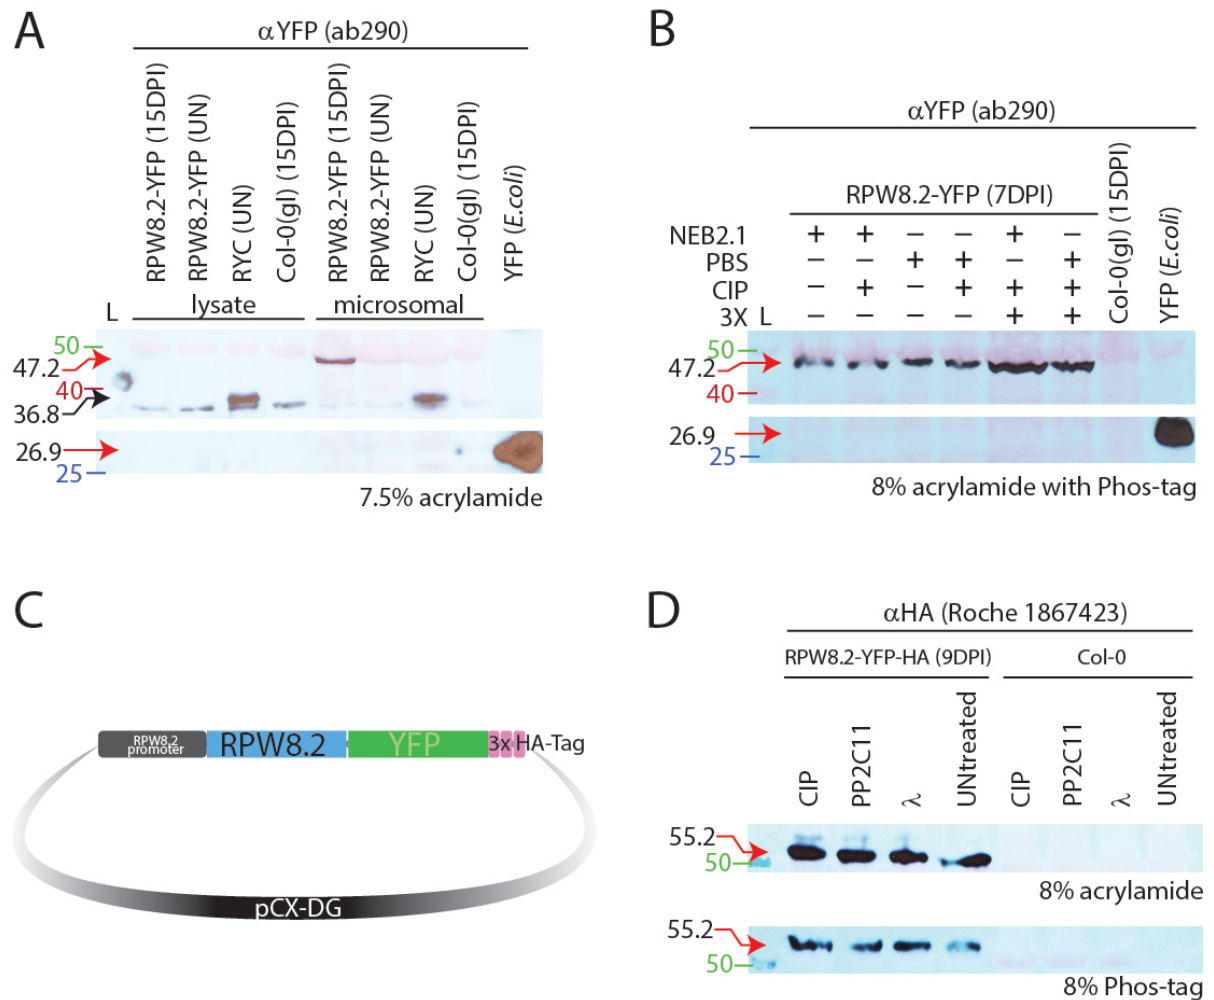 A
αYFP (ab290)
RPW8.2-YFP (15DPI)
RPW8.2-YFP (UN)
RYC (UN)
Col-0(gl) (15DPI)
RPW8.2-YFP (15DPI)
RPW8.2-YFP (UN)
RYC (UN)
Col-0(gl) (15DPI)
YFP (E.coli)
L
lysate
microsomal
50
47.2
40
36.8
26.9
25
7.5% acrylamide
B
αYFP (ab290)
RPW8.2-YFP (7DPI)
Col-0(gl) (15DPI)
YFP (E.coli)
NEB2.1 + + − − + −
PBS − − + + − +
CIP − + − + + +
3X L − − − − + +
50
47.2
40
26.9
25
8% acrylamide with Phos-tag
C
RPW8.2
promoter
RPW8.2
YFP
3x HA-Tag
pCX-DG
D
αHA (Roche 1867423)
RPW8.2-YFP-HA (9DPI)
Col-0
CIP
PP2C11
λ
UNtreated
CIP
PP2C11
λ
UNtreated
55.2
50
8% acrylamide
55.2
50
8% Phos-tag